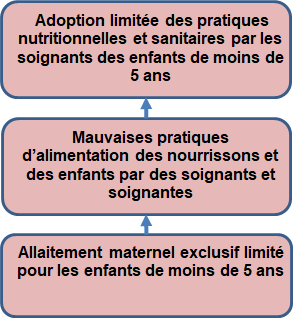 Adoption limitée des pratiques
nutritionnelles et sanitaires par les
soignants des enfants de moins de
5 ans
Mauvaises pratiques
d’alimentation des nourrissons et
des enfants par des soignants et
soignantes
Allaitement maternel exclusif limité
pour les enfants de moins de 5 ans